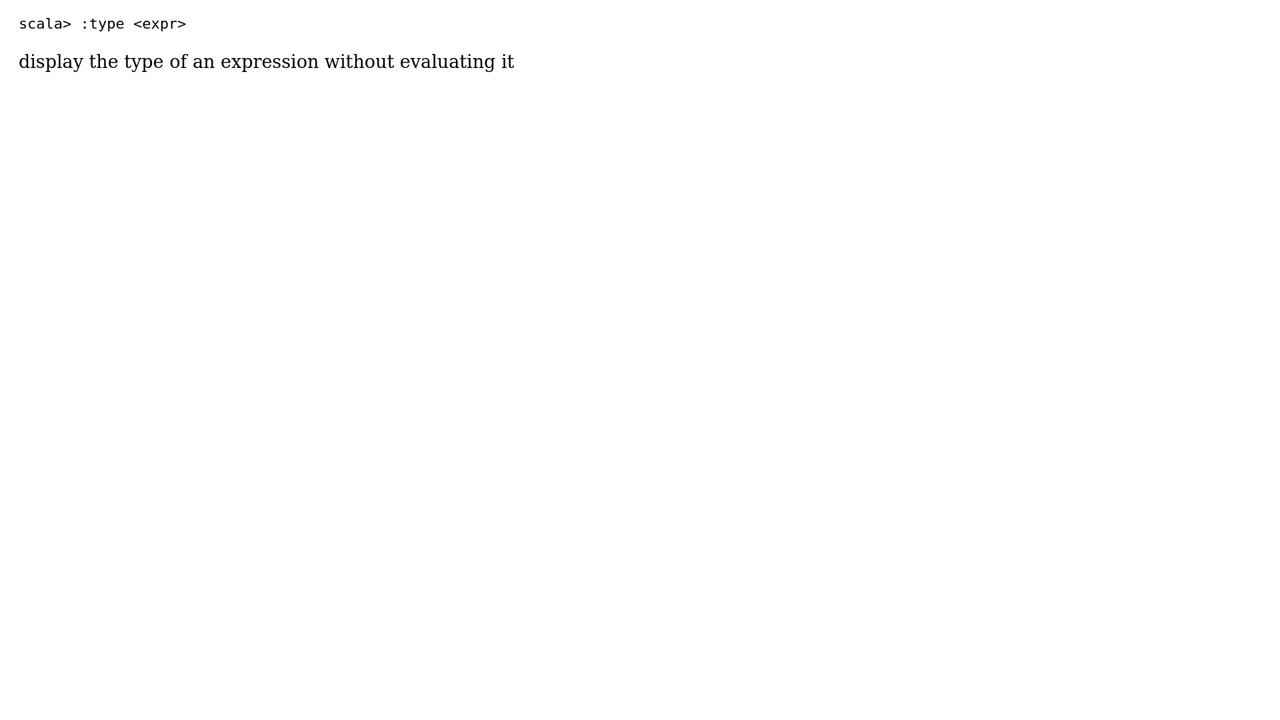 scala> :type <expr>
display the type of an expression without evaluating it